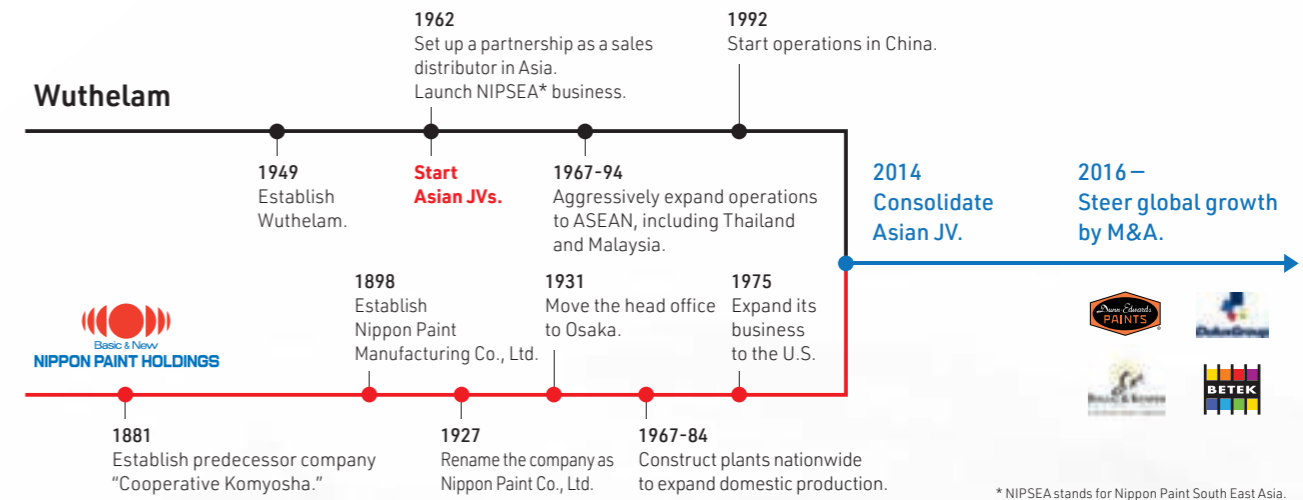 1962
Set up a partnership as a sales
distributor in Asia.
Launch NIPSEA* business.
1992
Start operations in China.
Wuthelam
1949
Establish
Wuthelam.
Start
Asian JVs.
1967-94
Aggressively expand operations
to ASEAN, including Thailand
and Malaysia.
2014
Consolidate
Asian JV.
2016—
Steer global growth
by M&A.
Basic & New
NIPPON PAINT HOLDINGS
1898
Establish
Nippon Paint
Manufacturing Co., Ltd.
1931
Move the head office
to Osaka.
1975
Expand its
business
to the U.S.
Dunn-Edwards
PAINTS
DuluxGroup
BETEK
1881
Establish predecessor company
“Cooperative Komyosha.”
1927
Rename the company as
Nippon Paint Co., Ltd.
1967-84
Construct plants nationwide
to expand domestic production.
* NIPSEA stands for Nippon Paint South East Asia.